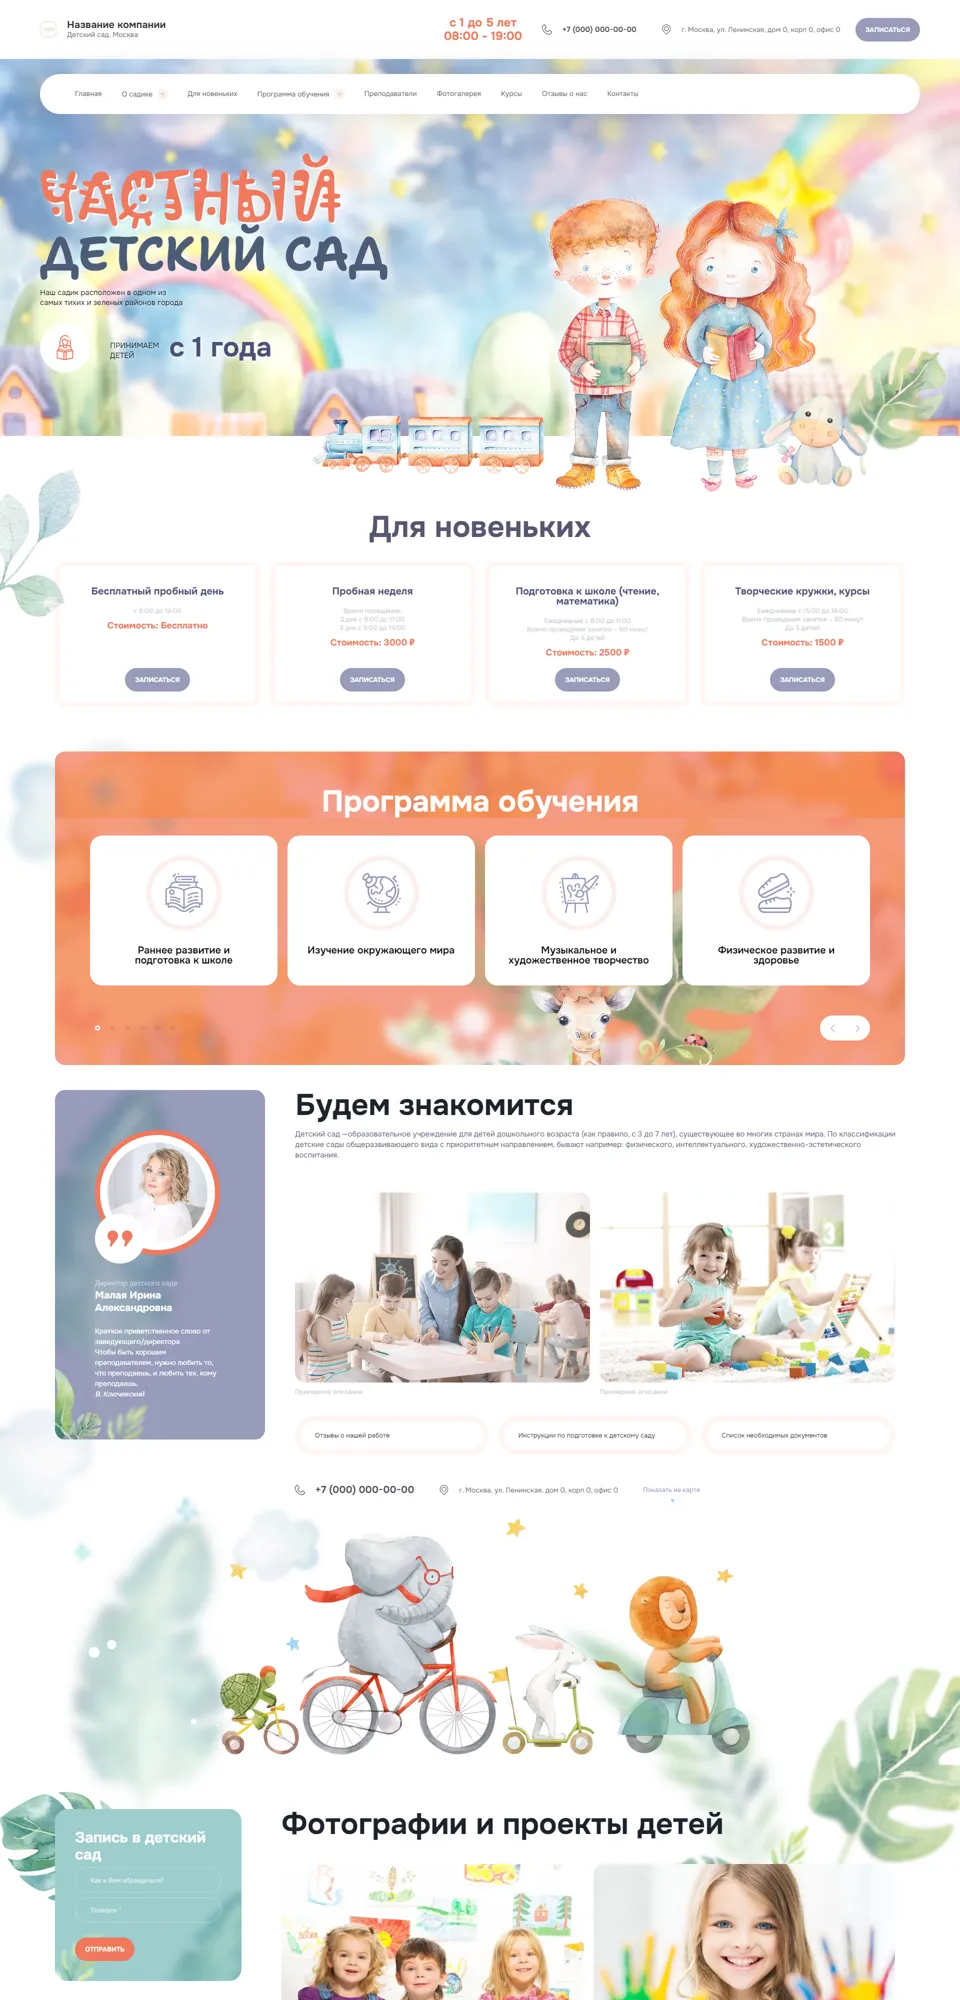 Название компании
Детский сад. Москва
с 1 до 5 лет
08:00 - 19:00
+7 (000) 000-00-00
г. Москва, ул. Ленинская, дом 0, корп 0, офис 0
ЗАПИСАТЬСЯ
Главная
О садике
Для новеньких
Программа обучения
Преподаватели
Фотогалерея
Курсы
Отзывы о нас
Контакты
ЧАСТНЫЙ
ДЕТСКИЙ САД
Наш садик расположен в одном из
самых тихих и зеленых районов города
ПРИНИМАЕМ
ДЕТЕЙ
с 1 года
Для новеньких
Бесплатный пробный день
с 8:00 до 19:00
Стоимость: Бесплатно
ЗАПИСАТЬСЯ
Пробная неделя
Время посещения:
2 дня с 9:00 до 11:00
3 дня с 9:00 до 14:00
Стоимость: 3000 ₽
ЗАПИСАТЬСЯ
Подготовка к школе (чтение,
математика)
Ежедневные с 8:00 до 11:00
Время проведения занятия – 60 минут
До 5 детей
Стоимость: 2500 ₽
ЗАПИСАТЬСЯ
Творческие кружки, курсы
Ежедневные с 15:00 до 16:00
Время проведения занятия – 60 минут
До 5 детей
Стоимость: 1500 ₽
ЗАПИСАТЬСЯ
Программа обучения
Раннее развитие и
подготовка к школе
Изучение окружающего мира
Музыкальное и
художественное творчество
Физическое развитие и
здоровье
Директор детского сада
Малая Ирина
Александровна
Краткое приветственное слово от
заведующего/директора
Чтобы быть хорошим
преподавателем, нужно любить то,
что преподаешь, и любить тех, кому
преподаешь.
В. Ключевский
Будем знакомится
Детский сад —образовательное учреждение для детей дошкольного возраста (как правило, с 3 до 7 лет), существующее во многих странах мира. По классификации
детские сады общеразвивающего вида с приоритетным направлением, бывают например: физического, интеллектуального, художественно-эстетического
воспитания.
Примерное описание
Примерное описание
Отзывы о нашей работе
Инструкции по подготовке к детскому саду
Список необходимых документов
+7 (000) 000-00-00
г. Москва, ул. Ленинская, дом 0, корп 0, офис 0
Показать на карте
Запись в детский
сад
Как к Вам обращаться?
Телефон *
ОТПРАВИТЬ
Фотографии и проекты детей